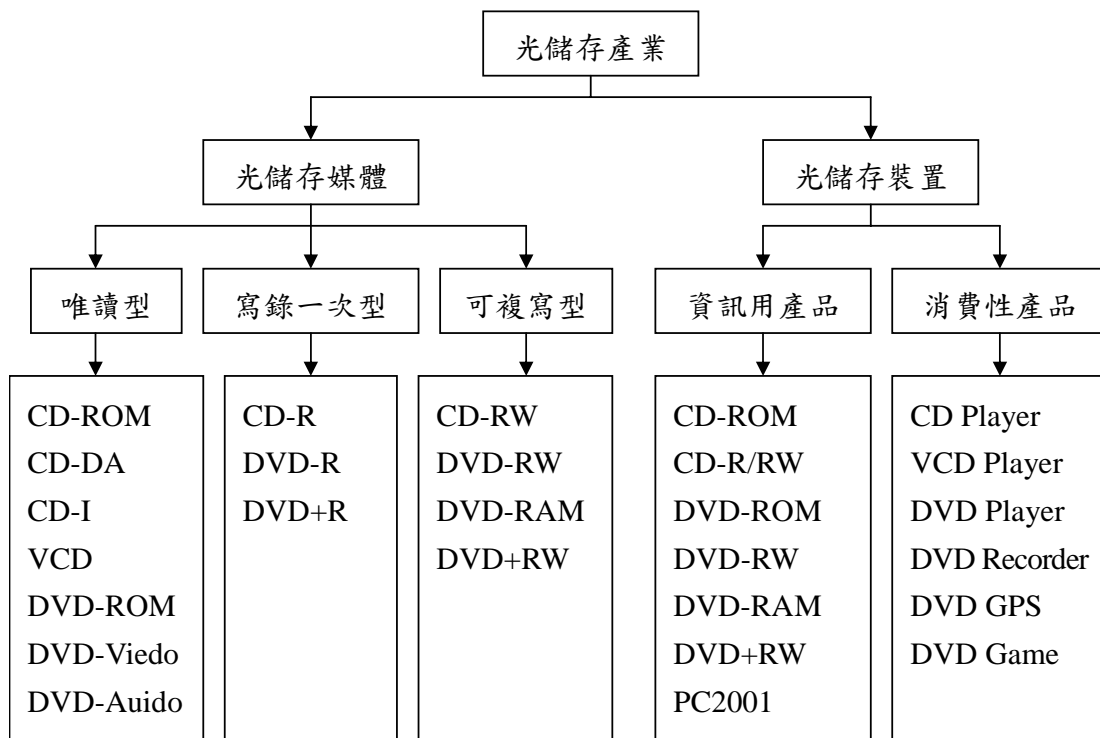 光儲存產業
光儲存媒體
光儲存裝置
唯讀型
寫錄一次型
可複寫型
資訊用產品
消費性產品
CD-ROM
CD-DA
CD-I
VCD
DVD-ROM
DVD-Viedo
DVD-Auido
CD-R
DVD-R
DVD+R
CD-RW
DVD-RW
DVD-RAM
DVD+RW
CD-ROM
CD-R/RW
DVD-ROM
DVD-RW
DVD-RAM
DVD+RW
PC2001
CD Player
VCD Player
DVD Player
DVD Recorder
DVD GPS
DVD Game